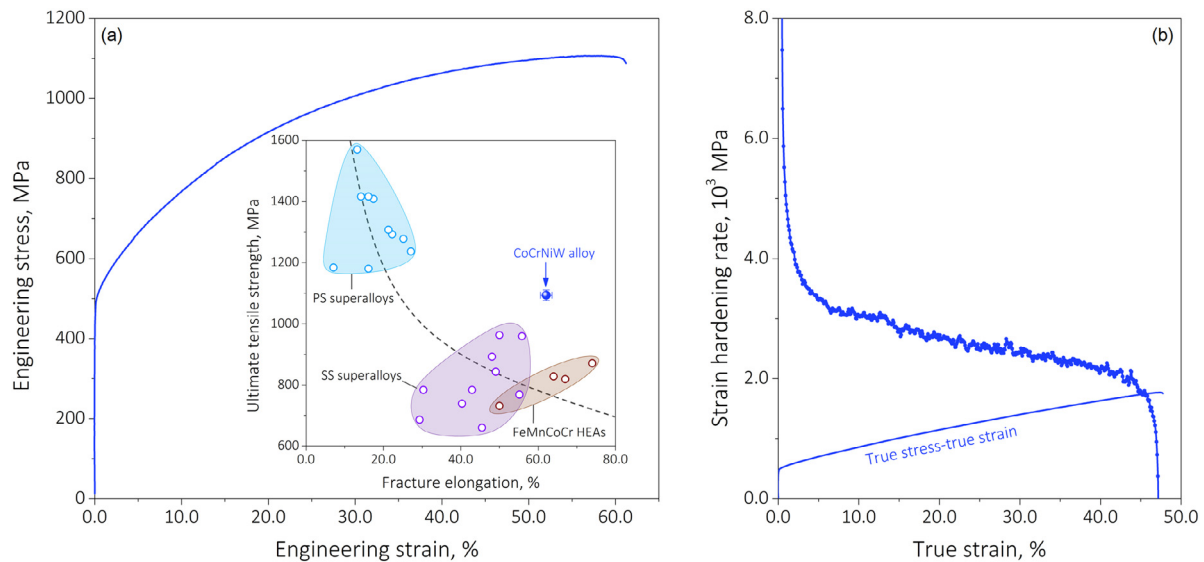 (a)
1200
1000
800
600
400
200
0
Engineering stress, MPa
0.0
10.0
20.0
30.0
40.0
50.0
60.0
Engineering strain, %
1600
1400
1200
1000
800
600
Ultimate tensile strength, MPa
PS superalloys
CoCrNiW alloy
SS superalloys
FeMnCoCr HEAs
0.0
20.0
40.0
60.0
80.0
Fracture elongation, %
(b)
8.0
6.0
4.0
2.0
0.0
Strain hardening rate, 10³ MPa
True stress-true strain
0.0
10.0
20.0
30.0
40.0
50.0
True strain, %